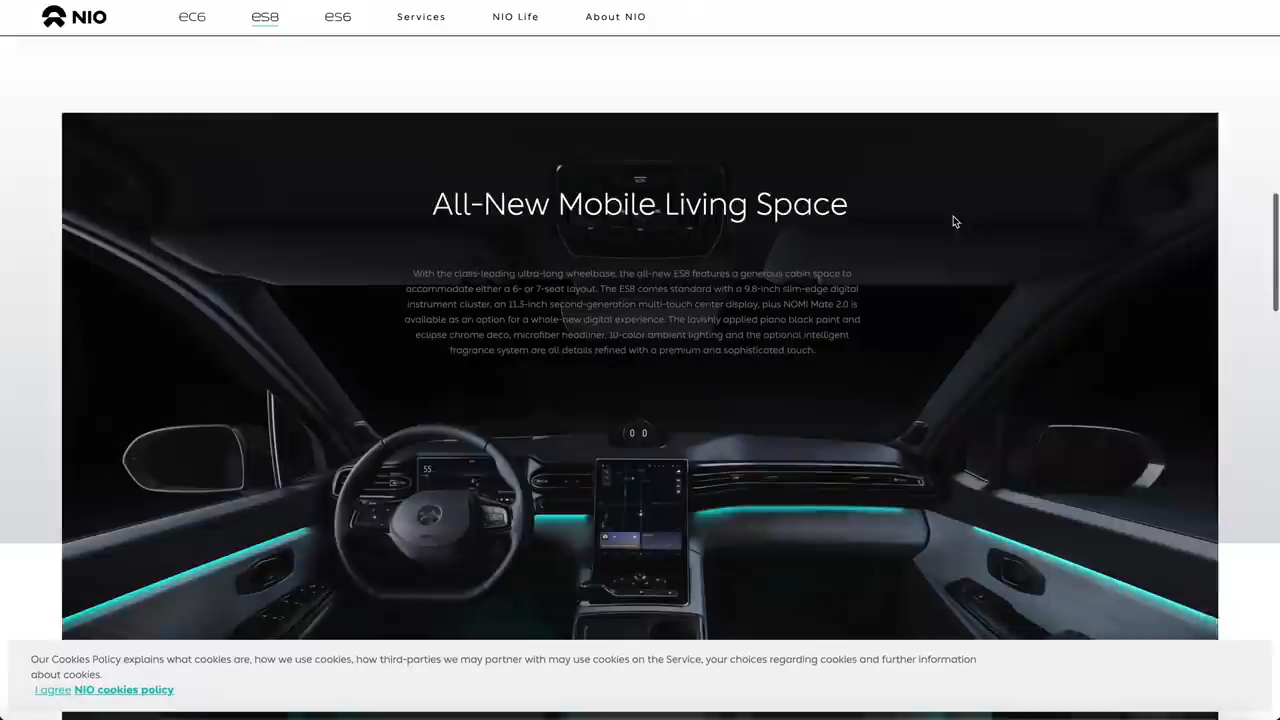 NIO
ec6
es8
es6
Services
NIO Life
About NIO
All-New Mobile Living Space
With the class-leading ultra-long wheelbase, the all-new ES8 features a generous cabin space to
accommodate either a 6- or 7-seat layout. The ES8 comes standard with a 9.8-inch slim-edge digital
instrument cluster, an 11.3-inch second-generation multi-touch center display, plus NOMI Mate 2.0 is
available as an option for a whole-new digital experience. The lavishly applied piano black paint and
eclipse chrome deco, microfiber headliner, 10-color ambient lighting and the optional intelligent
fragrance system are all details refined with a premium and sophisticated touch.
55
Our Cookies Policy explains what cookies are, how we use cookies, how third-parties we may partner with may use cookies on the Service, your choices regarding cookies and further information
about cookies.
I agree NIO cookies policy